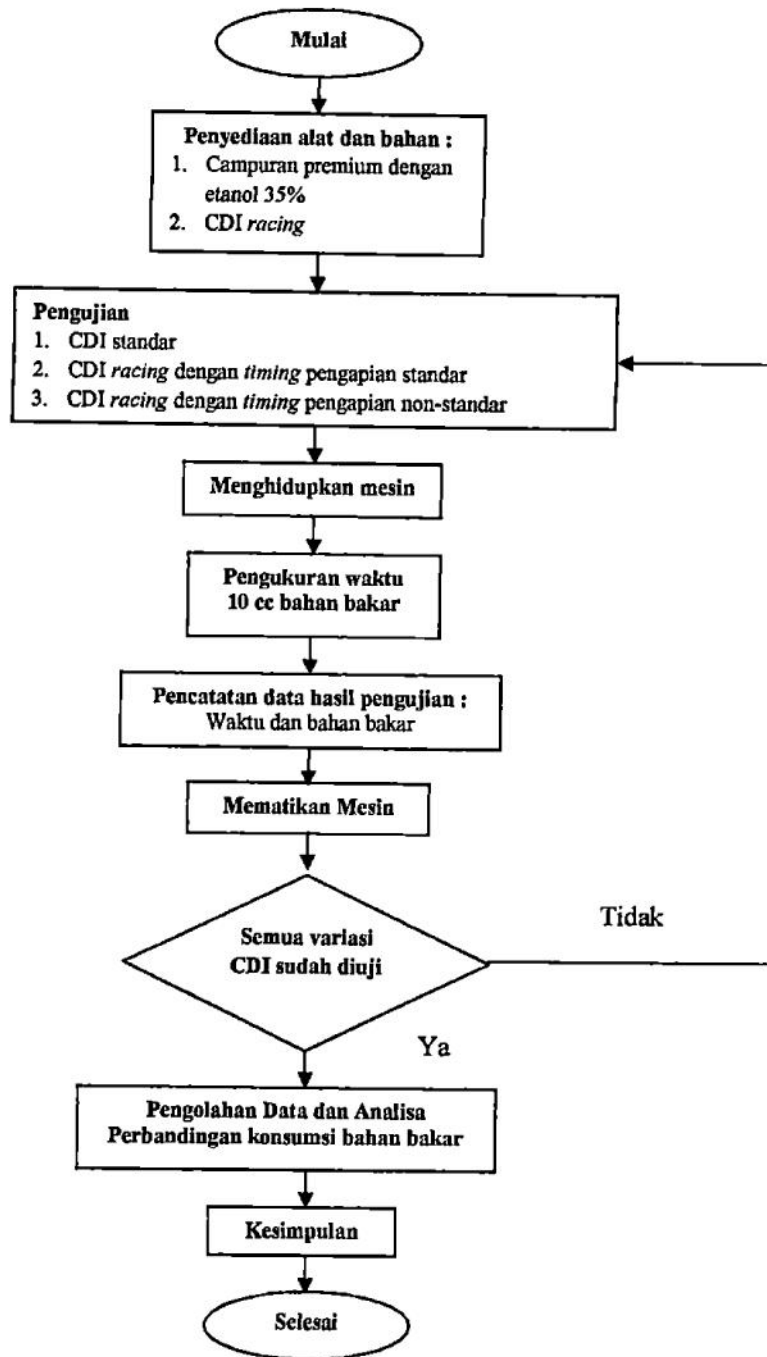 Mulai
Penyediaan alat dan bahan :
1. Campuran premium dengan
etanol 35%
2. CDI racing
Pengujian
1. CDI standar
2. CDI racing dengan timing pengapian standar
3. CDI racing dengan timing pengapian non-standar
Menghidupkan mesin
Pengukuran waktu
10 cc bahan bakar
Pencatatan data hasil pengujian :
Waktu dan bahan bakar
Mematikan Mesin
Semua variasi
CDI sudah diuji
Tidak
Ya
Pengolahan Data dan Analisa
Perbandingan konsumsi bahan bakar
Kesimpulan
Selesai